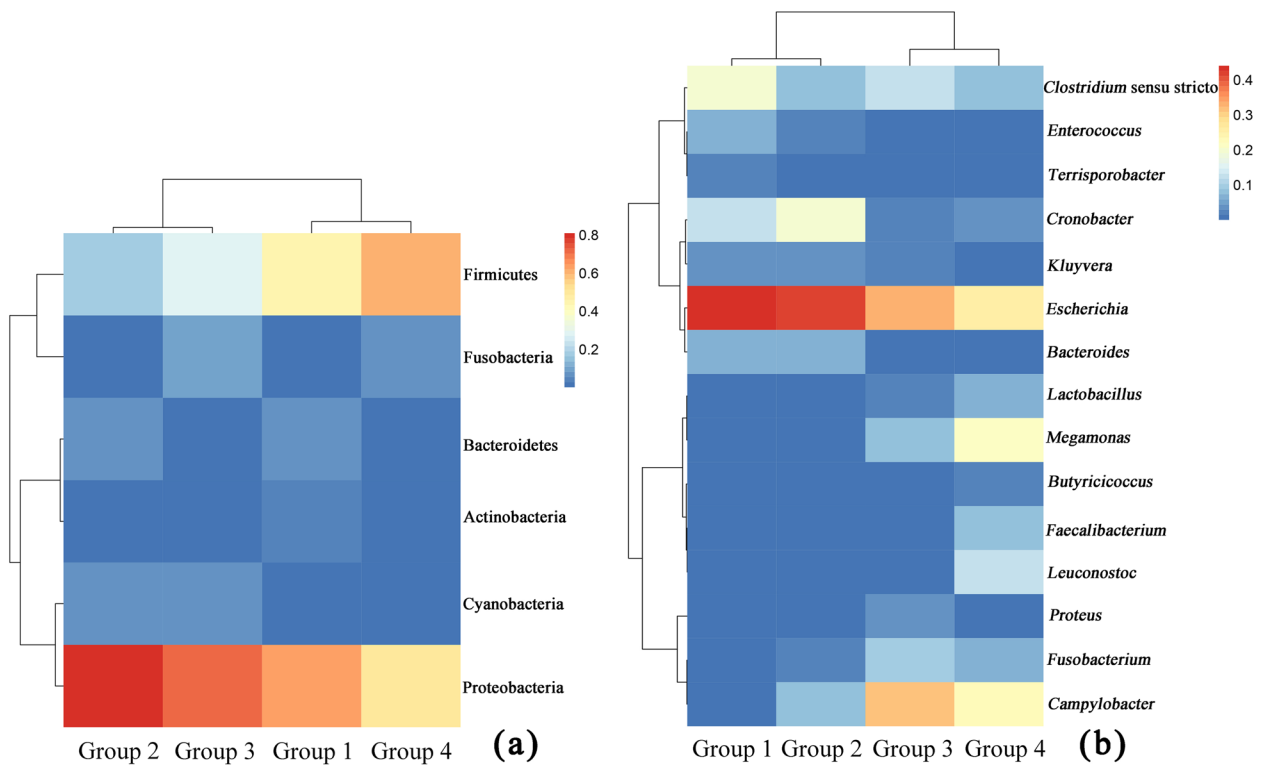 0.8
0.6
0.4
0.2
Firmicutes
Fusobacteria
Bacteroidetes
Actinobacteria
Cyanobacteria
Proteobacteria
Group 2 Group 3 Group 1 Group 4
(a)
0.4
0.3
0.2
0.1
Clostridium sensu stricto
Enterococcus
Terrisporobacter
Cronobacter
Kluyvera
Escherichia
Bacteroides
Lactobacillus
Megamonas
Butyricicoccus
Faecalibacterium
Leuconostoc
Proteus
Fusobacterium
Campylobacter
Group 1 Group 2 Group 3 Group 4
(b)